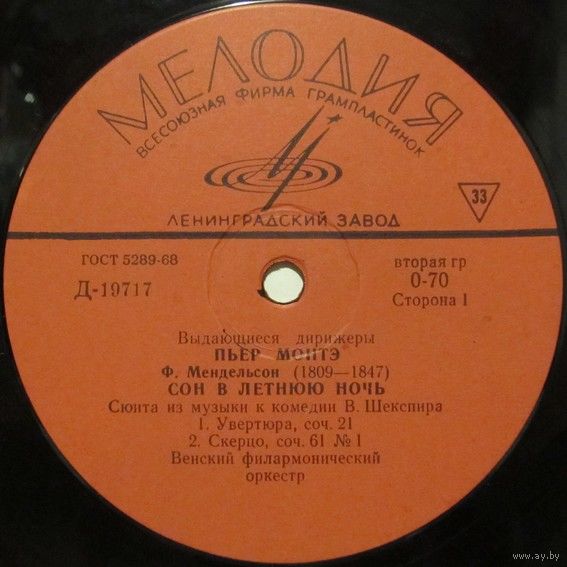 МЕЛОДИЯ
ВСЕСОЮЗНАЯ ФИРМА ГРАМПЛАСТИНОК
33
ЛЕНИНГРАДСКИЙ ЗАВОД
ГОСТ 5289-68
вторая гр
Д-19717
0-70
Сторона 1
Выдающиеся дирижеры
ПЬЕР МОНТЭ
Ф. Мендельсон (1809—1847)
СОН В ЛЕТНЮЮ НОЧЬ
Сюита из музыки к комедии В. Шекспира
1. Увертюра, соч. 21
2. Скерцо, соч. 61 № 1
Венский филармонический
оркестр
www.ay.by